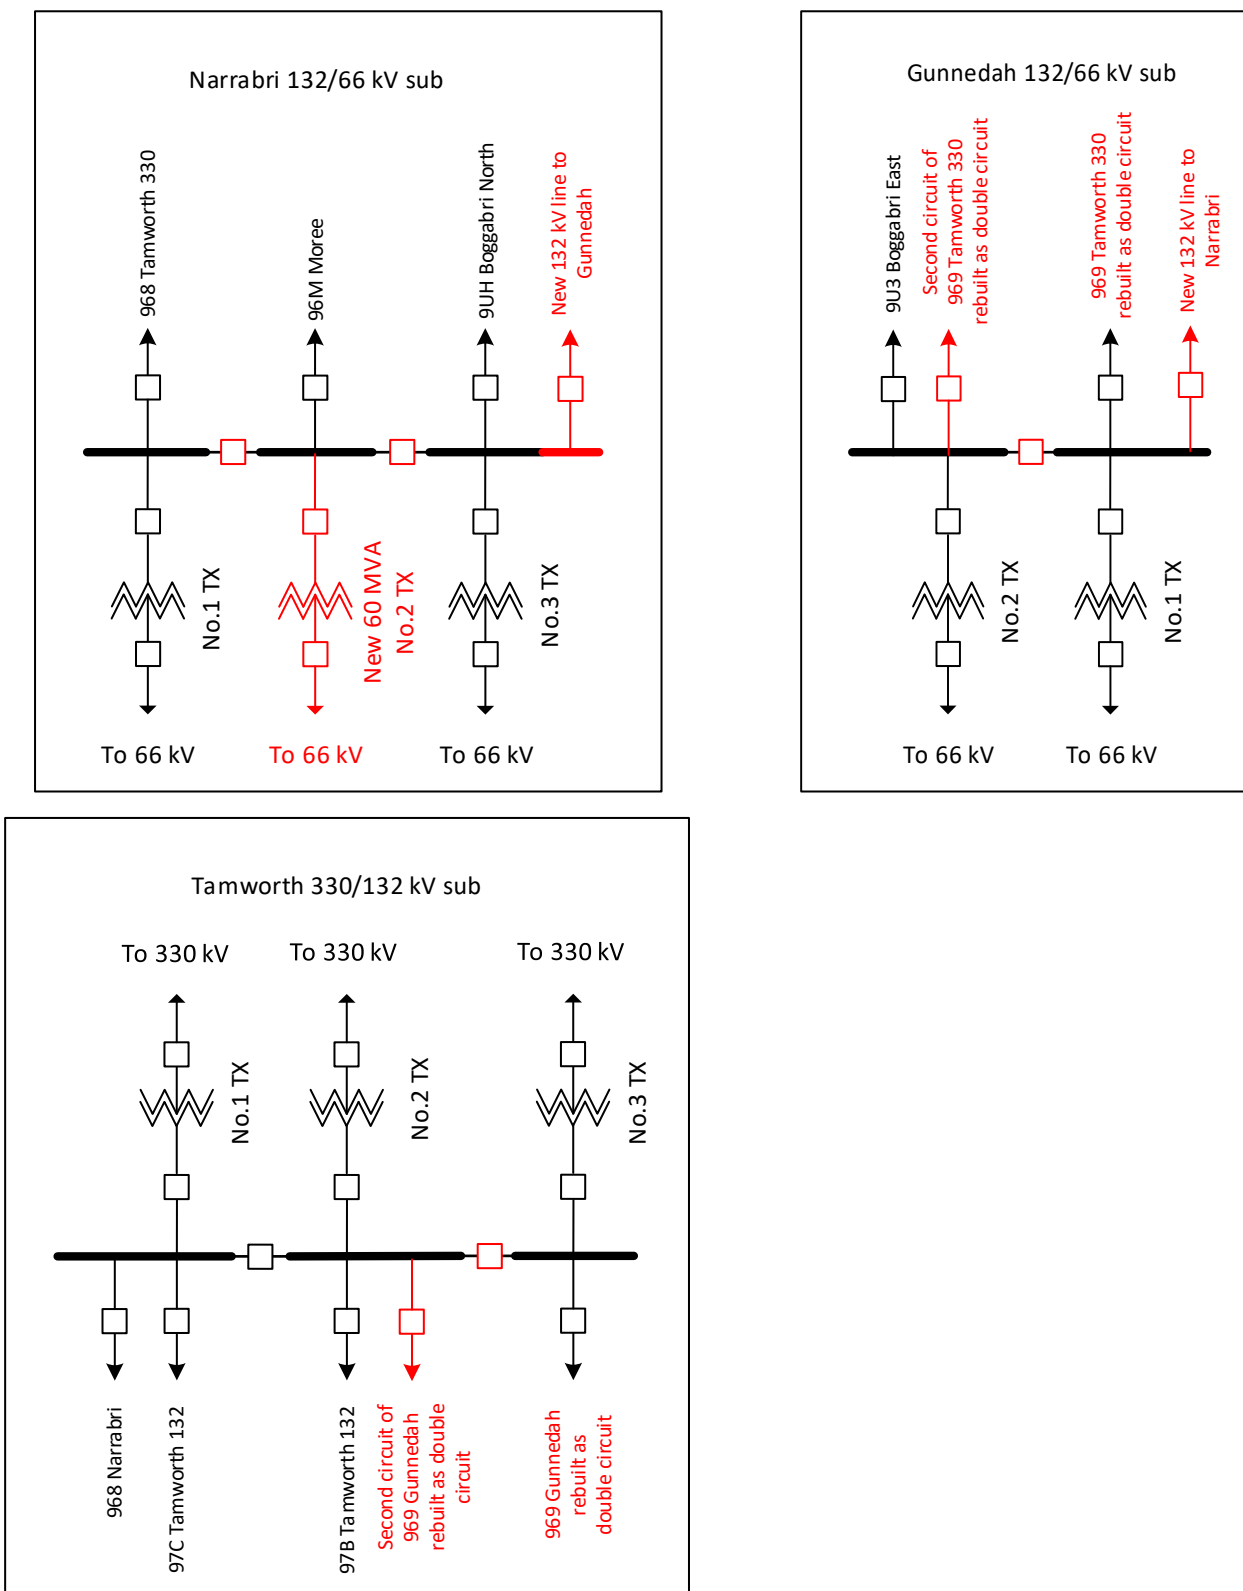 Narrabri 132/66 kV sub
968 Tamworth 330
96M Moree
9UH Boggabri North
New 132 kV line to
Gunnedah
No.1 TX
New 60 MVA
No.2 TX
No.3 TX
To 66 kV
To 66 kV
To 66 kV
Gunnedah 132/66 kV sub
9U3 Boggabri East
Second circuit of
969 Tamworth 330
rebuilt as double circuit
969 Tamworth 330
rebuilt as double circuit
New 132 kV line to
Narrabri
No.2 TX
No.1 TX
To 66 kV
To 66 kV
Tamworth 330/132 kV sub
To 330 kV
To 330 kV
To 330 kV
No.1 TX
No.2 TX
No.3 TX
968 Narrabri
97C Tamworth 132
97B Tamworth 132
Second circuit of
969 Gunnedah
rebuilt as double
circuit
969 Gunnedah
rebuilt as
double circuit